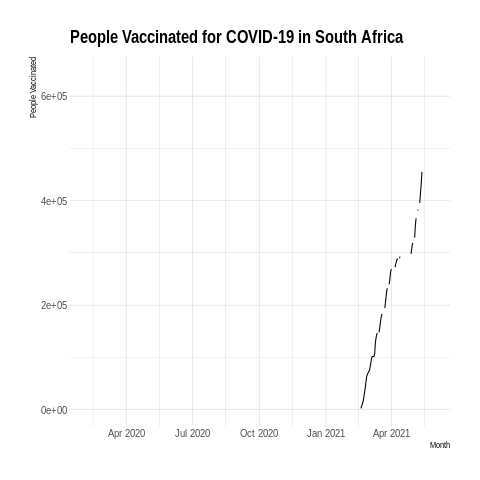 People Vaccinated for COVID-19 in South Africa
People Vaccinated
6e+05
4e+05
2e+05
0e+00
Apr 2020 Jul 2020 Oct 2020 Jan 2021 Apr 2021
Month